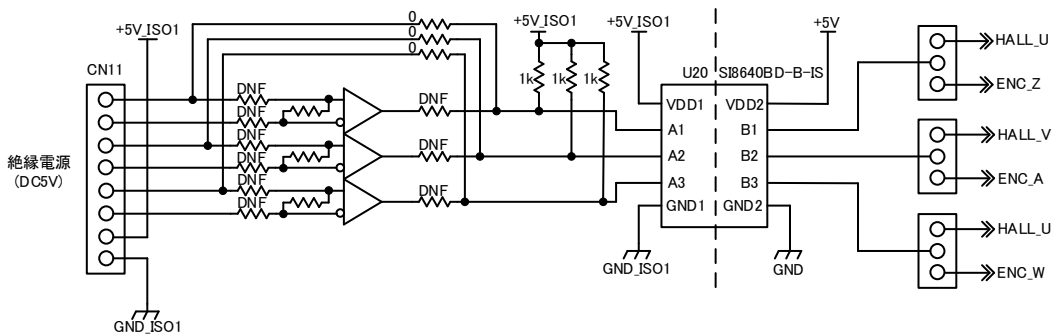 +5V_ISO1
CN11
絶縁電源
(DC5V)
GND_ISO1
0
0
0
DNF
DNF
DNF
DNF
DNF
DNF
DNF
DNF
DNF
+5V_ISO1
1k
1k
1k
+5V_ISO1
+5V
U20
SI8640BD-B-IS
VDD1
VDD2
A1
B1
A2
B2
A3
B3
GND1
GND2
GND_ISO1
GND
HALL_U
ENC_Z
HALL_V
ENC_A
HALL_U
ENC_W